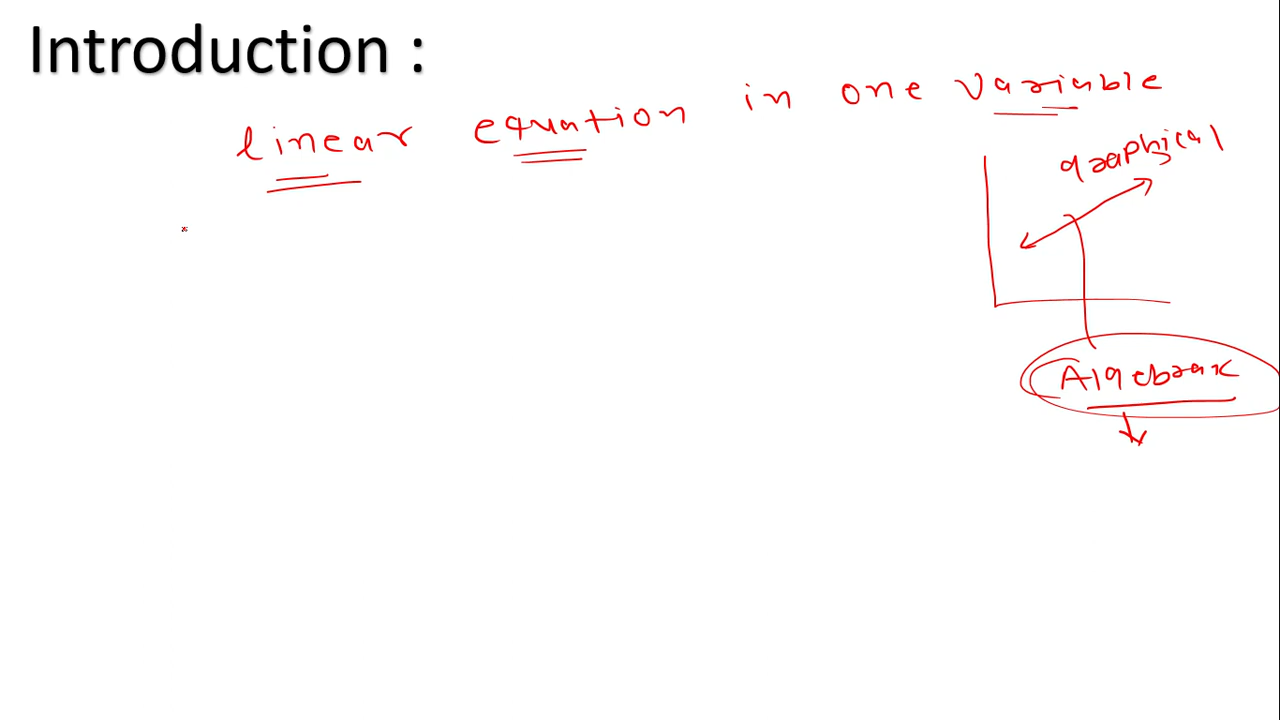 Introduction :
linear equation in one variable
graphical
Algebraic